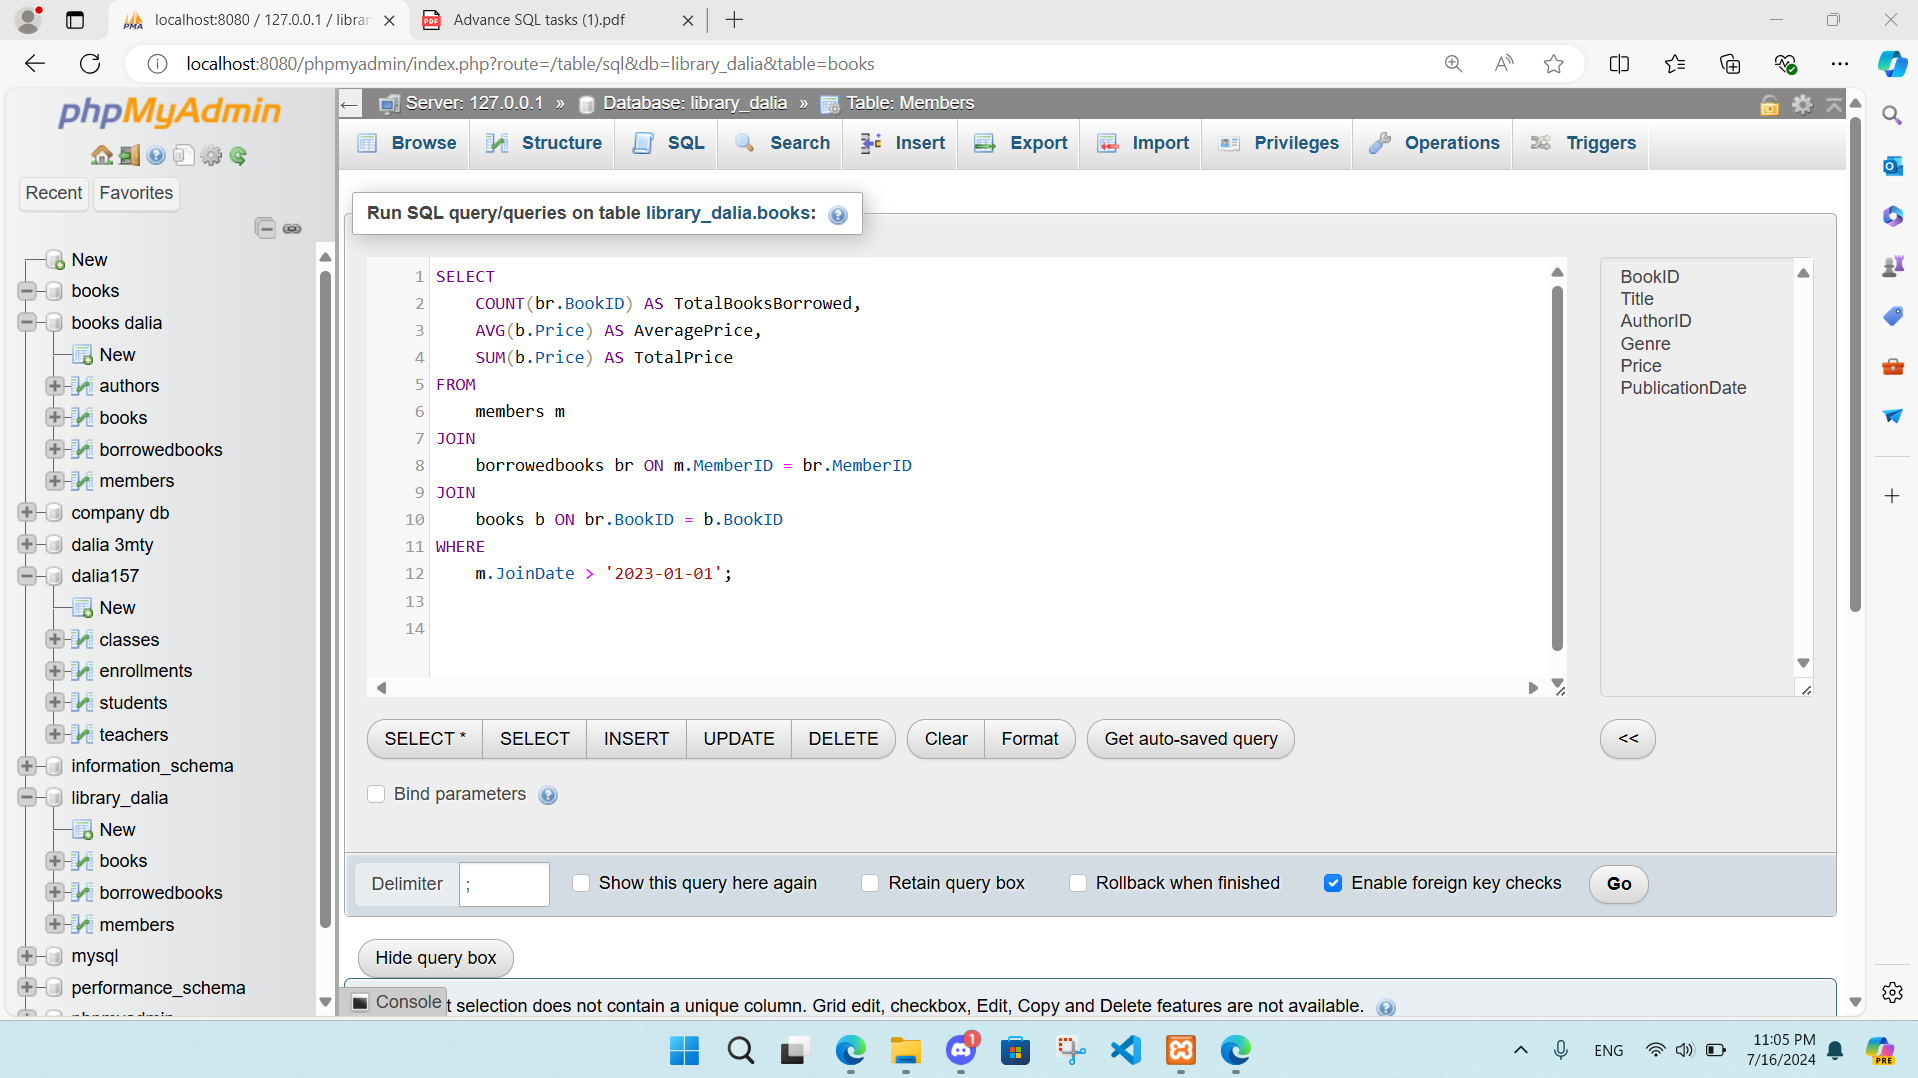 localhost:8080 / 127.0.0.1 / librar
Advance SQL tasks (1).pdf
localhost:8080/phpmyadmin/index.php?route=/table/sql&db=library_dalia&table=books
phpMyAdmin
Recent Favorites
New
books
books dalia
New
authors
books
borrowedbooks
members
company db
dalia 3mty
dalia157
New
classes
enrollments
students
teachers
information_schema
library_dalia
New
books
borrowedbooks
members
mysql
performance_schema
Server: 127.0.0.1 » Database: library_dalia » Table: Members
Browse Structure SQL Search Insert Export Import Privileges Operations Triggers
Run SQL query/queries on table library_dalia.books:
1 SELECT
2 COUNT(br.BookID) AS TotalBooksBorrowed,
3 AVG(b.Price) AS AveragePrice,
4 SUM(b.Price) AS TotalPrice
5 FROM
6 members m
7 JOIN
8 borrowedbooks br ON m.MemberID = br.MemberID
9 JOIN
10 books b ON br.BookID = b.BookID
11 WHERE
12 m.JoinDate > '2023-01-01';
13
14
BookID
Title
AuthorID
Genre
Price
PublicationDate
SELECT * SELECT INSERT UPDATE DELETE Clear Format Get auto-saved query <<
Bind parameters
Delimiter ; Show this query here again Retain query box Rollback when finished Enable foreign key checks Go
Hide query box
Console
t selection does not contain a unique column. Grid edit, checkbox, Edit, Copy and Delete features are not available.
1
ENG
11:05 PM
7/16/2024
PRE